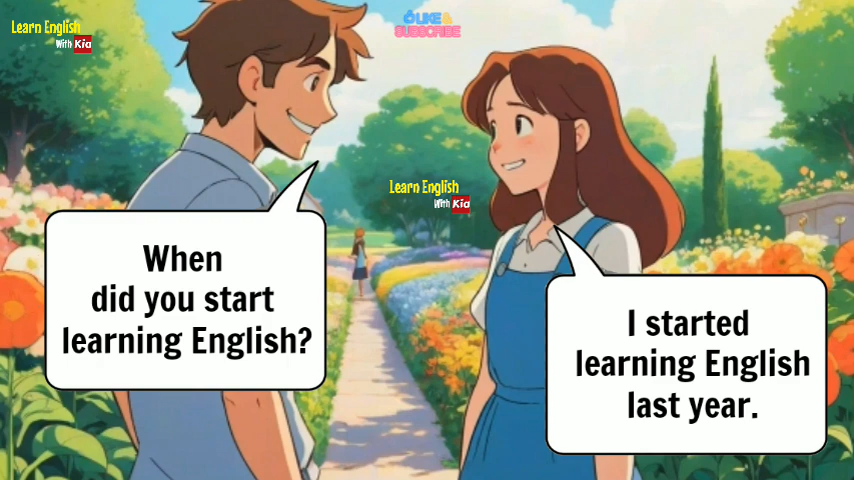 Learn English
With Kia
LIKE &
SUBSCRIBE
Learn English
With Kia
When
did you start
learning English?
I started
learning English
last year.